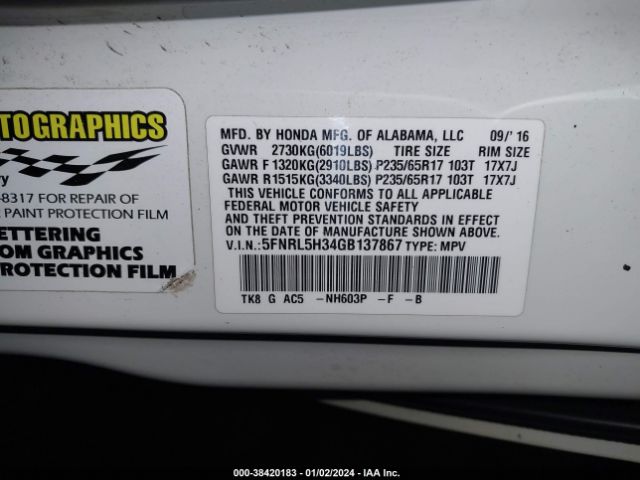 TOGRAPHICS
ry
-8317 FOR REPAIR OF
PAINT PROTECTION FILM
ETTERING
OM GRAPHICS
PROTECTION FILM
MFD. BY HONDA MFG. OF ALABAMA, LLC 09/'16
GVWR 2730KG(6019LBS) TIRE SIZE RIM SIZE
GAWR F 1320KG(2910LBS) P235/65R17 103T 17X7J
GAWR R 1515KG(3340LBS) P235/65R17 103T 17X7J
THIS VEHICLE CONFORMS TO ALL APPLICABLE
FEDERAL MOTOR VEHICLE SAFETY
AND THEFT PREVENTION STANDARDS IN EFFECT
ON THE DATE OF MANUFACTURE SHOWN ABOVE.
V.I.N.: 5FNRL5H34GB137867 TYPE: MPV
TK8 G AC5 -NH603P -F -B
000-38420183 - 01/02/2024 - IAA Inc.